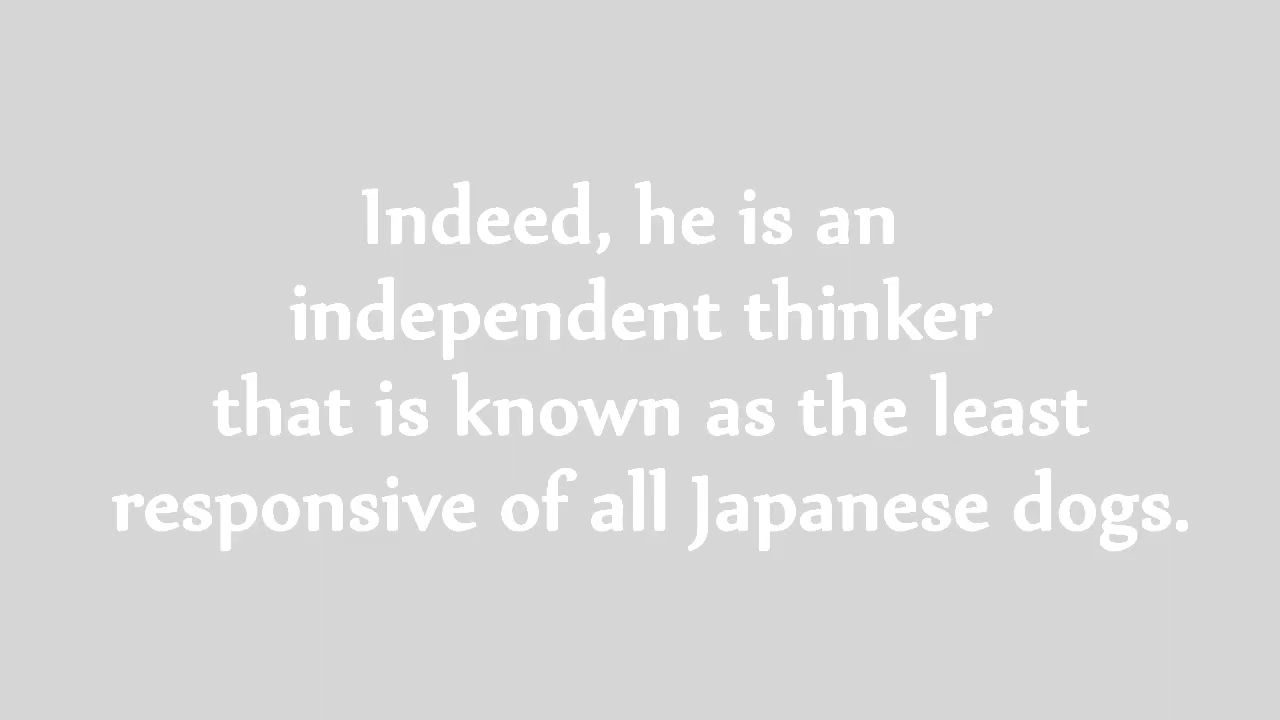 Indeed, he is an
independent thinker
that is known as the least
responsive of all Japanese dogs.